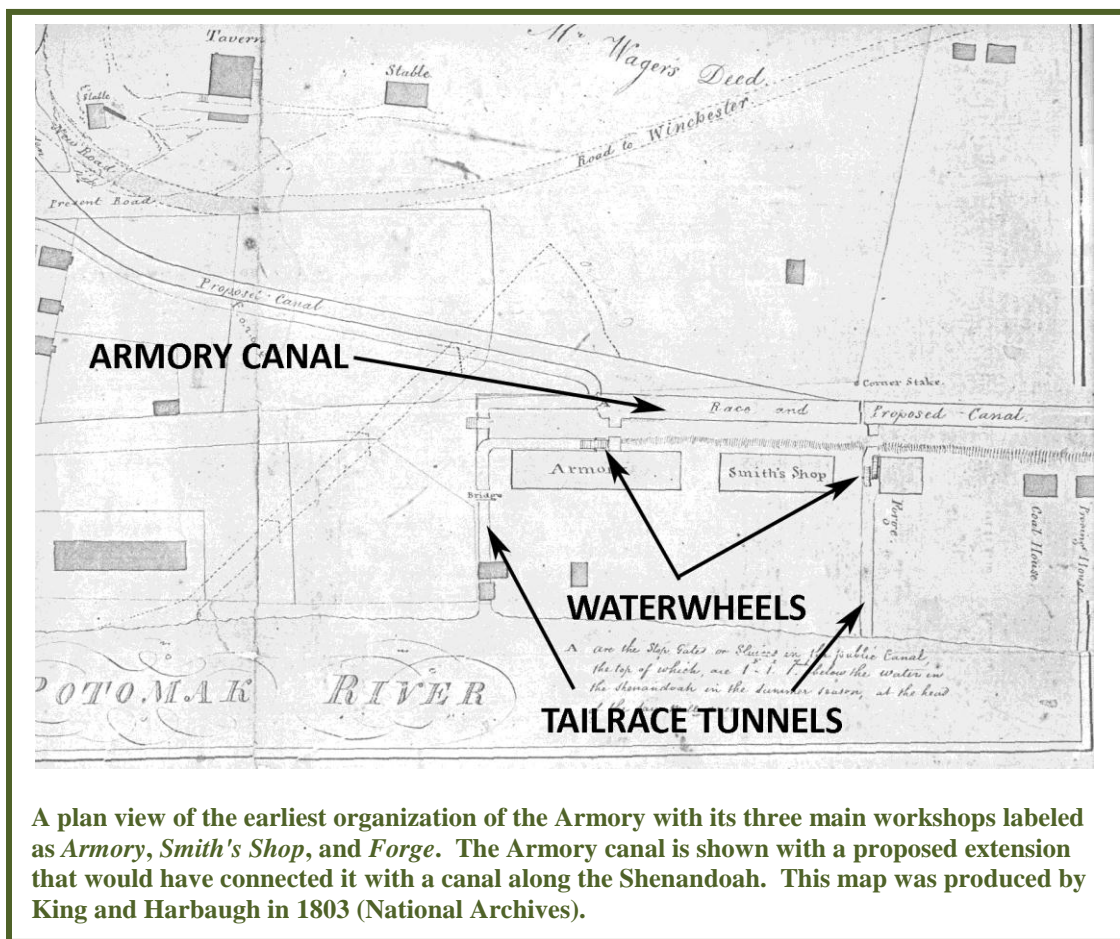 Tavern
Stable
Stable
Mr Wagers Deed.
Road to Winchester
New Road
Present Road
Proposed Canal
ARMORY CANAL
Corner Stake.
Race and
Proposed Canal.
Armory
Smith's Shop
Bridge
Forge.
Coal House
Proving House
WATERWHEELS
A are the Stop Gates or Sluices in the public Canal,
the top of which, are below the water in
the Shenandoah in the summer season, at the head
POTOMAK RIVER
TAILRACE TUNNELS
A plan view of the earliest organization of the Armory with its three main workshops labeled
as Armory, Smith's Shop, and Forge. The Armory canal is shown with a proposed extension
that would have connected it with a canal along the Shenandoah. This map was produced by
King and Harbaugh in 1803 (National Archives).